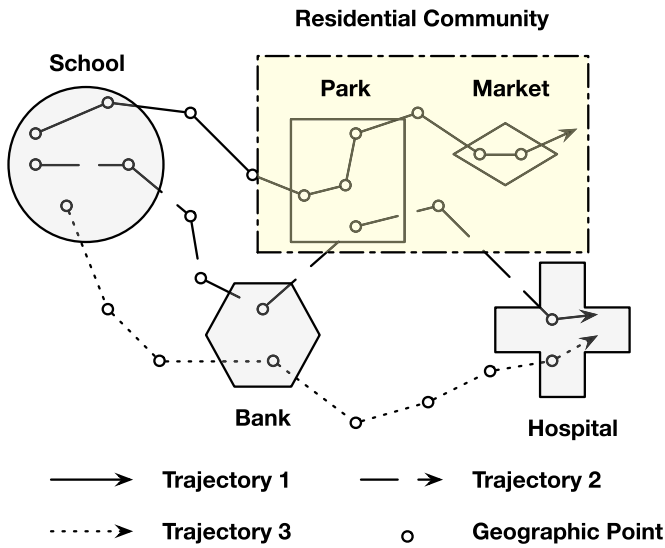 Residential Community
School
Park
Market
Bank
Hospital
Trajectory 1
Trajectory 2
Trajectory 3
Geographic Point